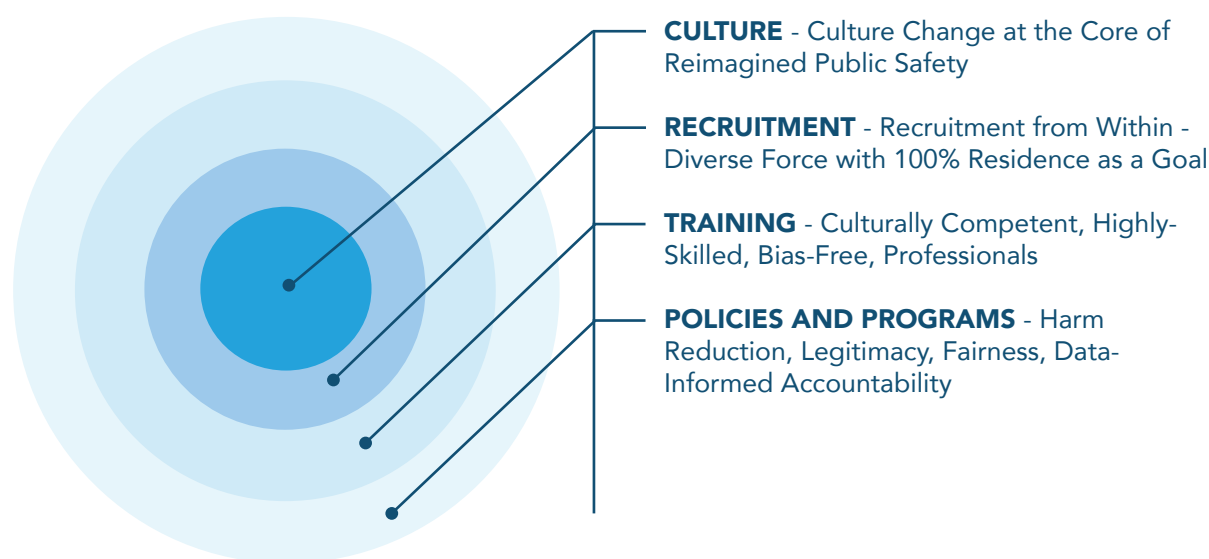 CULTURE - Culture Change at the Core of
Reimagined Public Safety
RECRUITMENT - Recruitment from Within -
Diverse Force with 100% Residence as a Goal
TRAINING - Culturally Competent, Highly-
Skilled, Bias-Free, Professionals
POLICIES AND PROGRAMS - Harm
Reduction, Legitimacy, Fairness, Data-
Informed Accountability